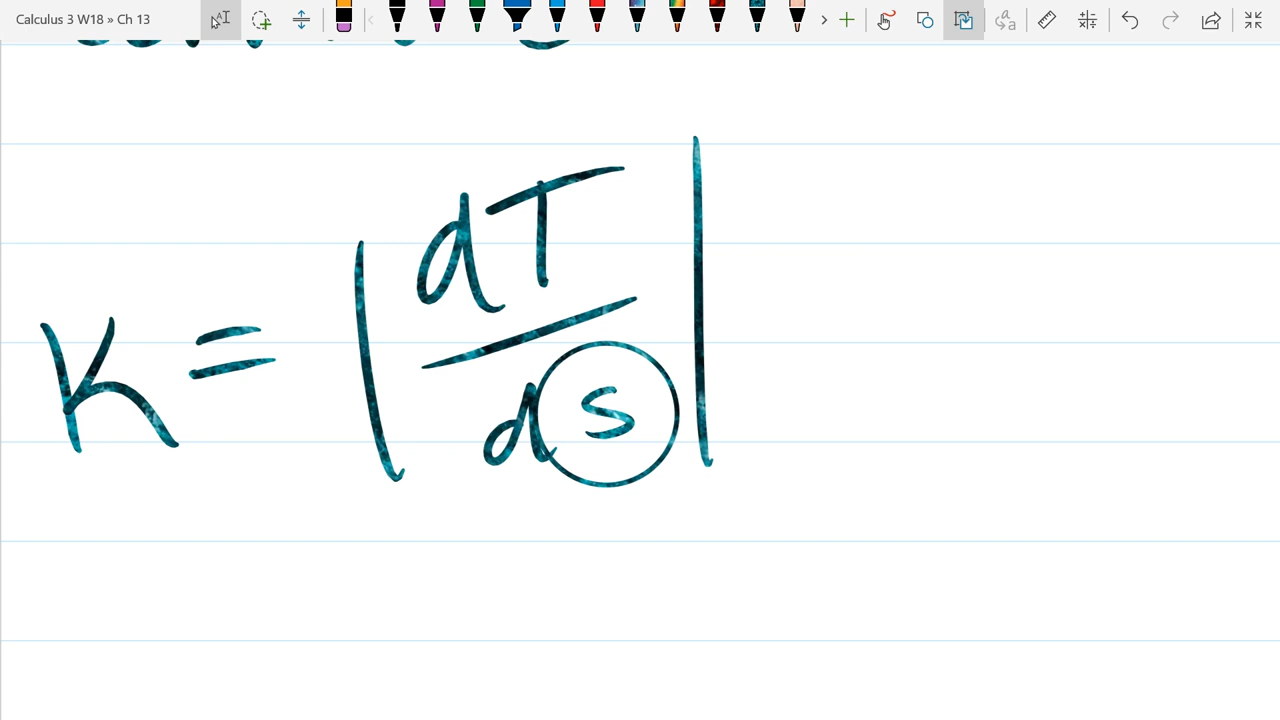 Calculus 3 W18 » Ch 13
K = |dT/ds|